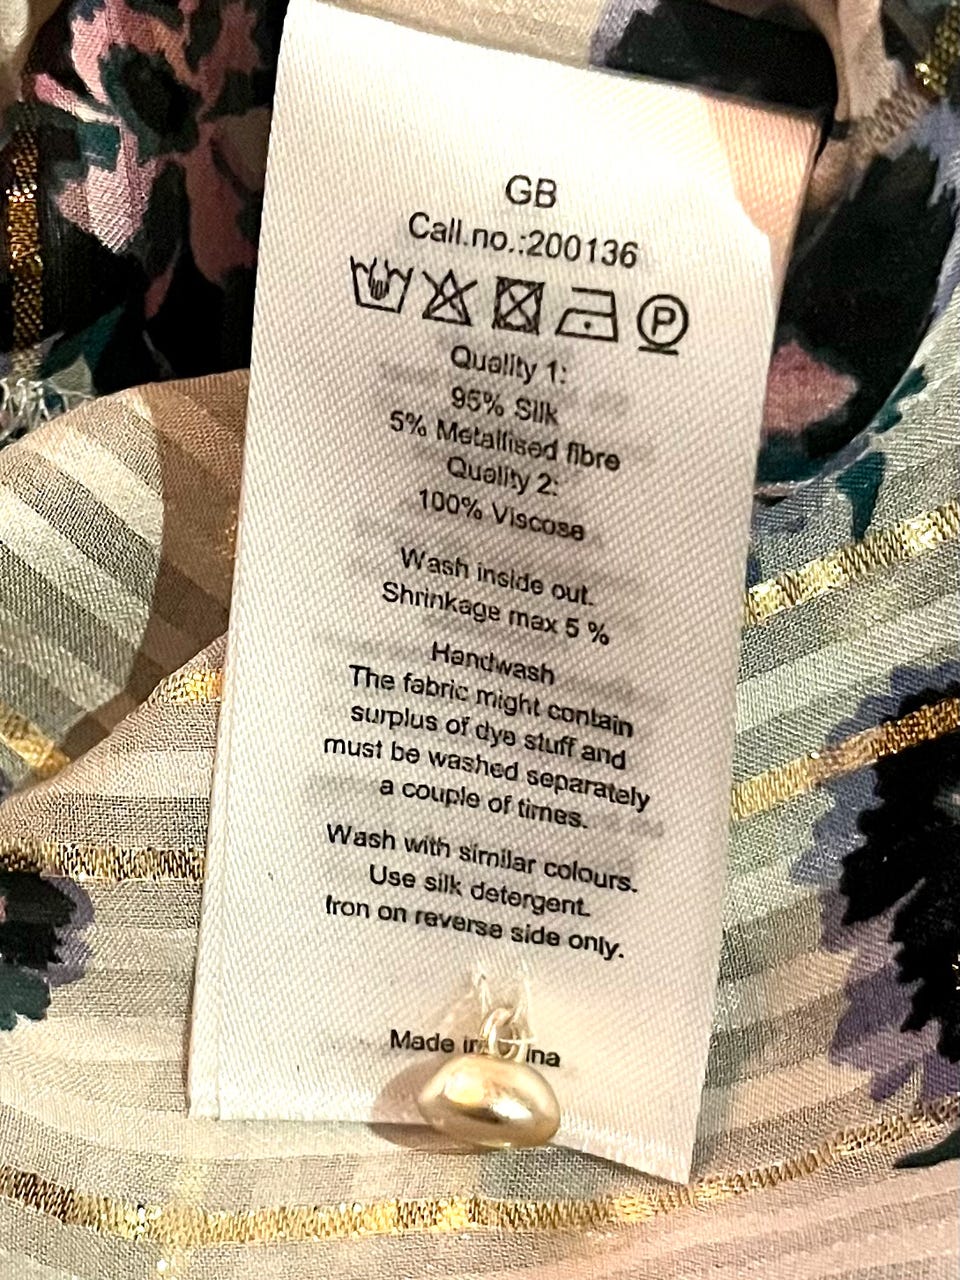 GB
Call.no.:200136
P
Quality 1:
95% Silk
5% Metallised fibre
Quality 2:
100% Viscose
Wash inside out.
Shrinkage max 5 %
Handwash
The fabric might contain
surplus of dye stuff and
must be washed separately
a couple of times.
Wash with similar colours.
Use silk detergent.
Iron on reverse side only.
Made in